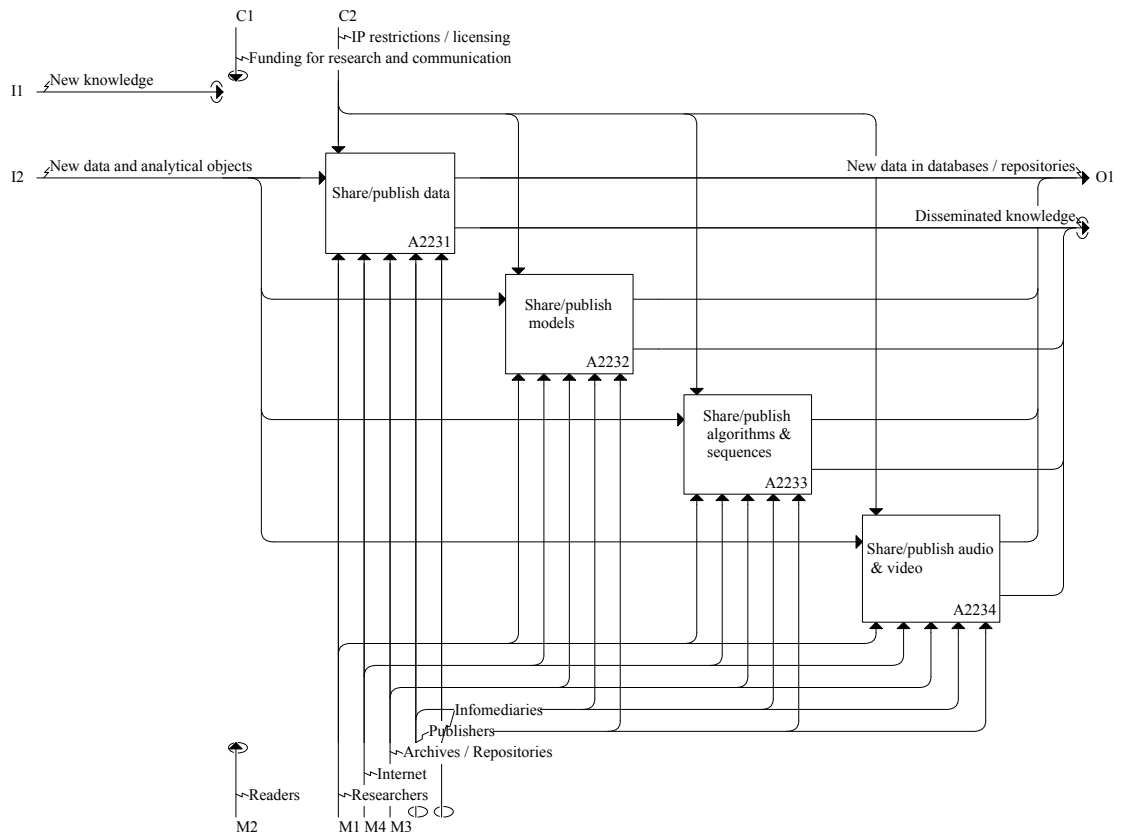 C1
C2
IP restrictions / licensing
Funding for research and communication
I1
New knowledge
I2
New data and analytical objects
New data in databases / repositories
O1
Share/publish data
A2231
Disseminated knowledge
Share/publish
models
A2232
Share/publish
algorithms &
sequences
A2233
Share/publish audio
& video
A2234
Infomediaries
Publishers
Archives / Repositories
Internet
Readers
Researchers
M2
M1 M4 M3